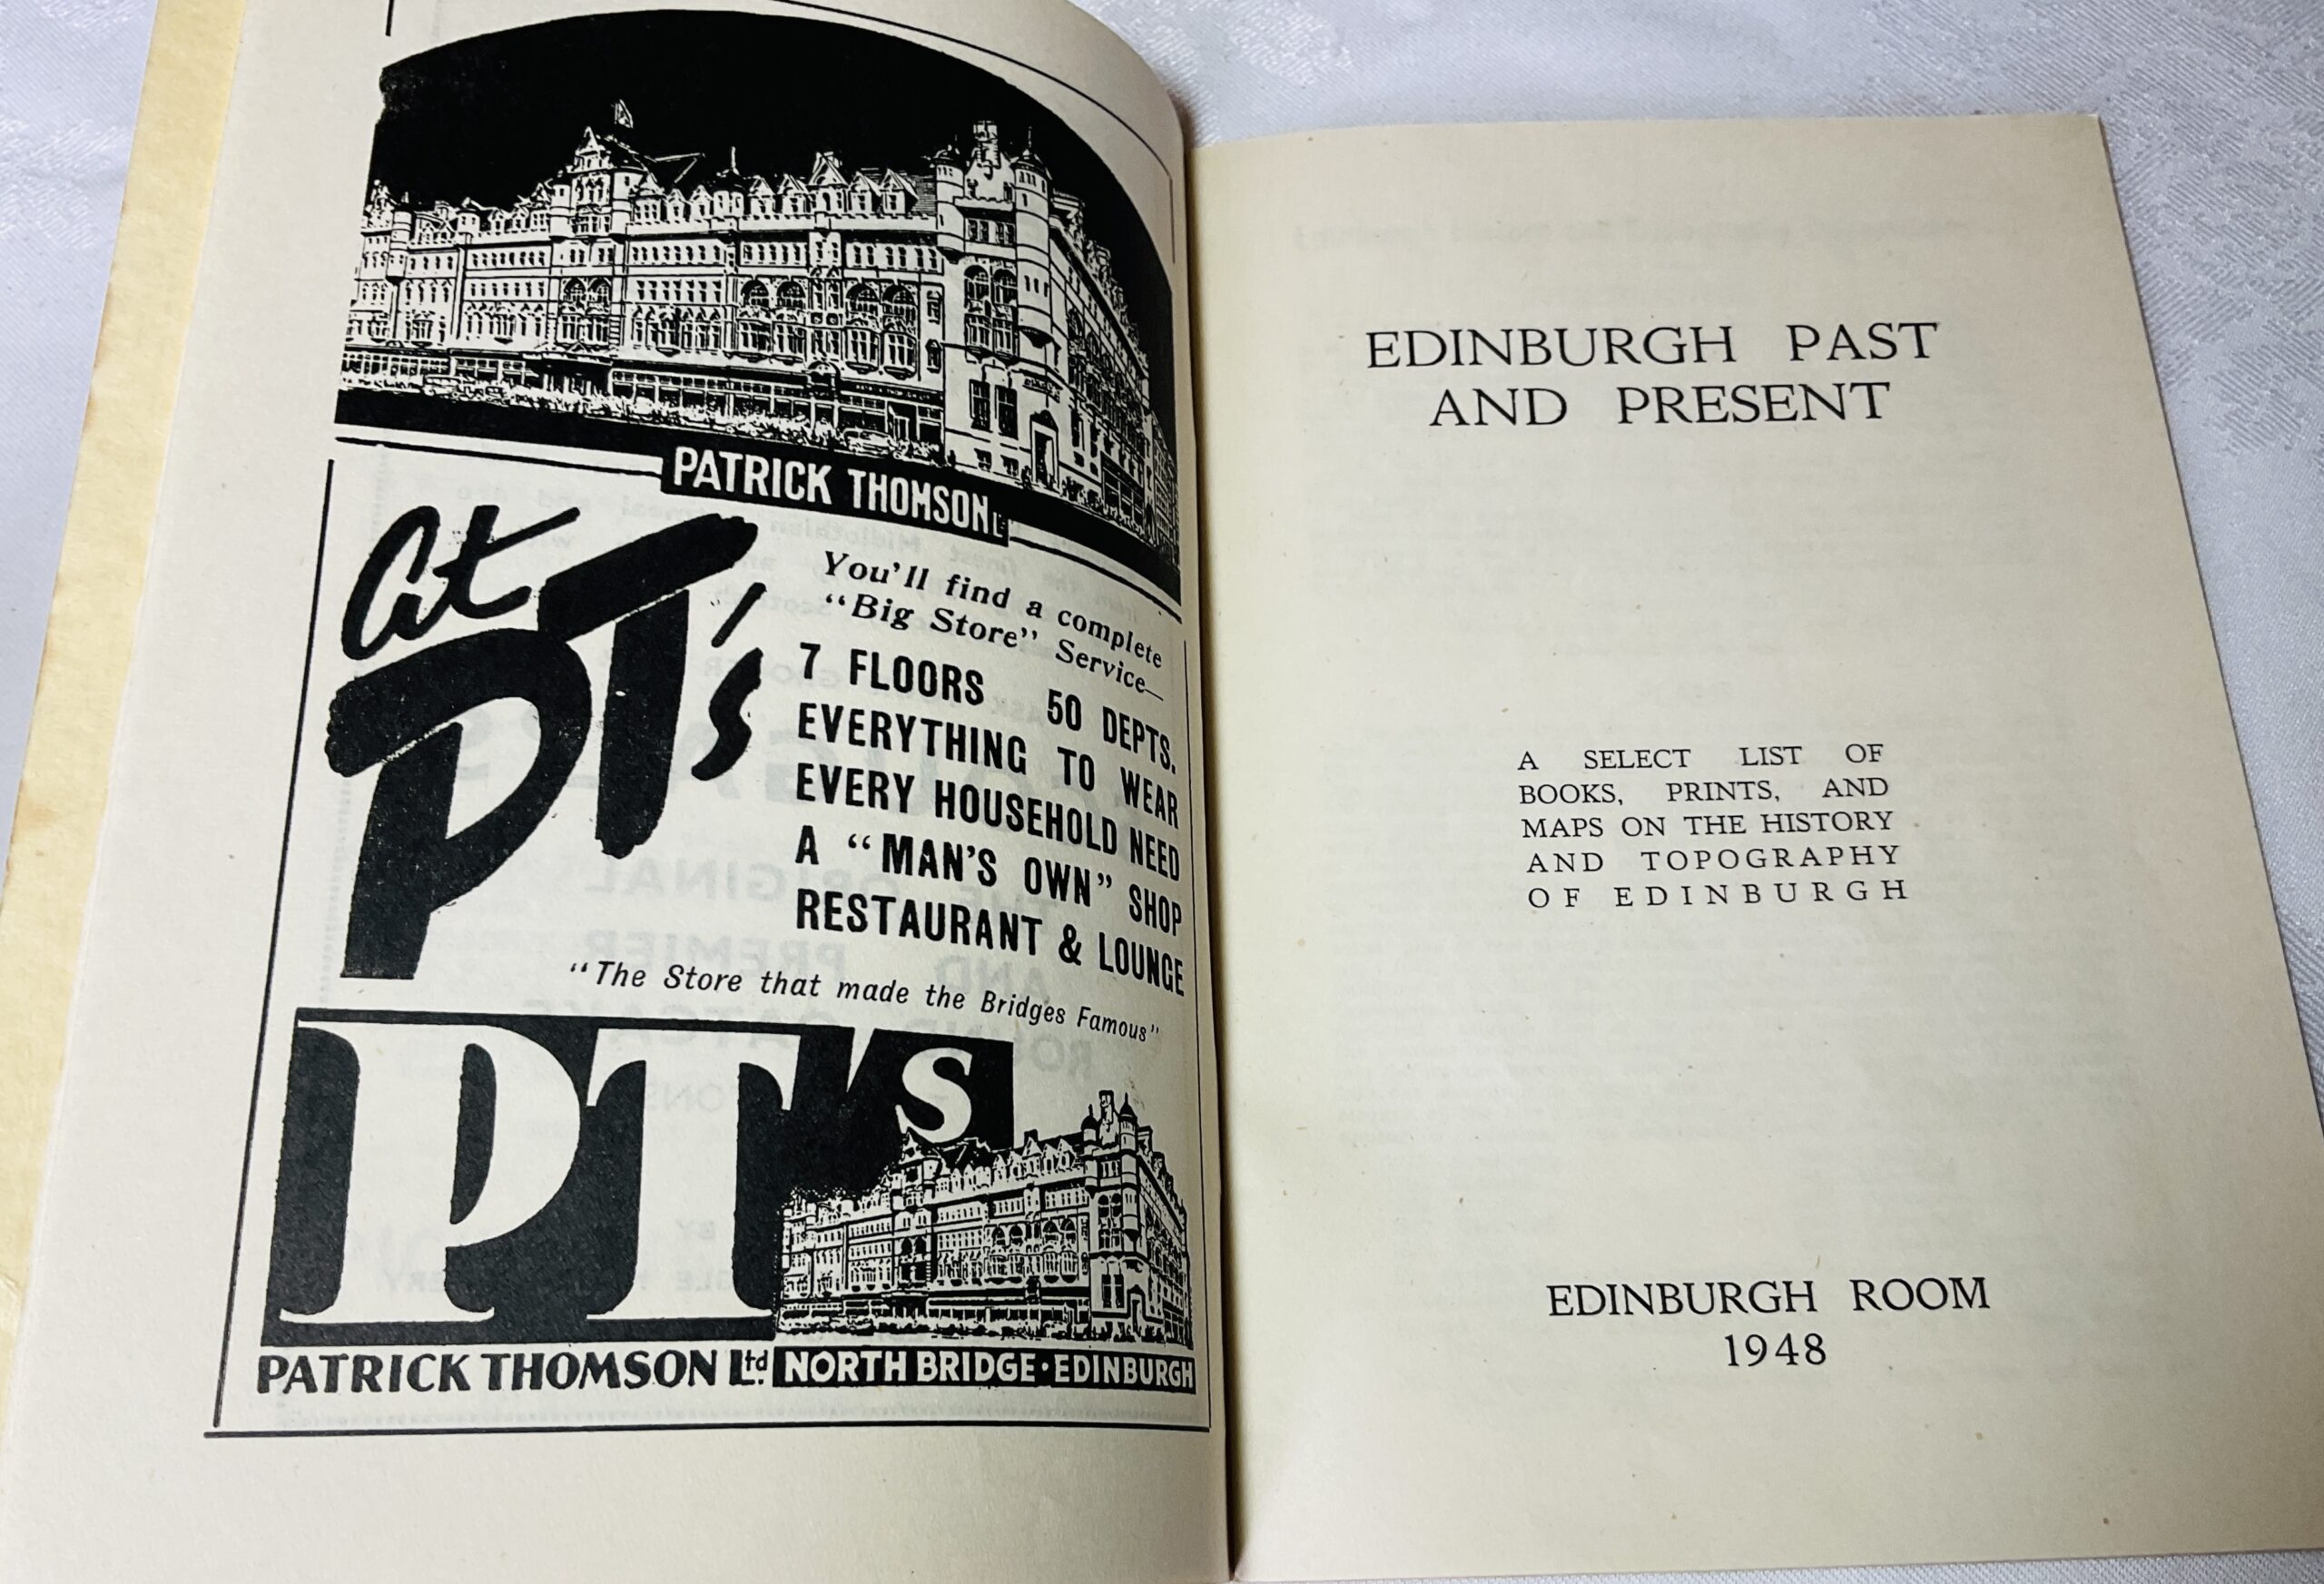 PATRICK THOMSON
At
PT's
You'll find a complete
"Big Store" Service—
7 FLOORS 50 DEPTS.
EVERYTHING TO WEAR
EVERY HOUSEHOLD NEED
A "MAN'S OWN" SHOP
RESTAURANT & LOUNGE
"The Store that made the Bridges Famous"
PT's
PATRICK THOMSON Ltd. NORTH BRIDGE · EDINBURGH
EDINBURGH PAST
AND PRESENT
A SELECT LIST OF
BOOKS, PRINTS, AND
MAPS ON THE HISTORY
AND TOPOGRAPHY
OF EDINBURGH
EDINBURGH ROOM
1948